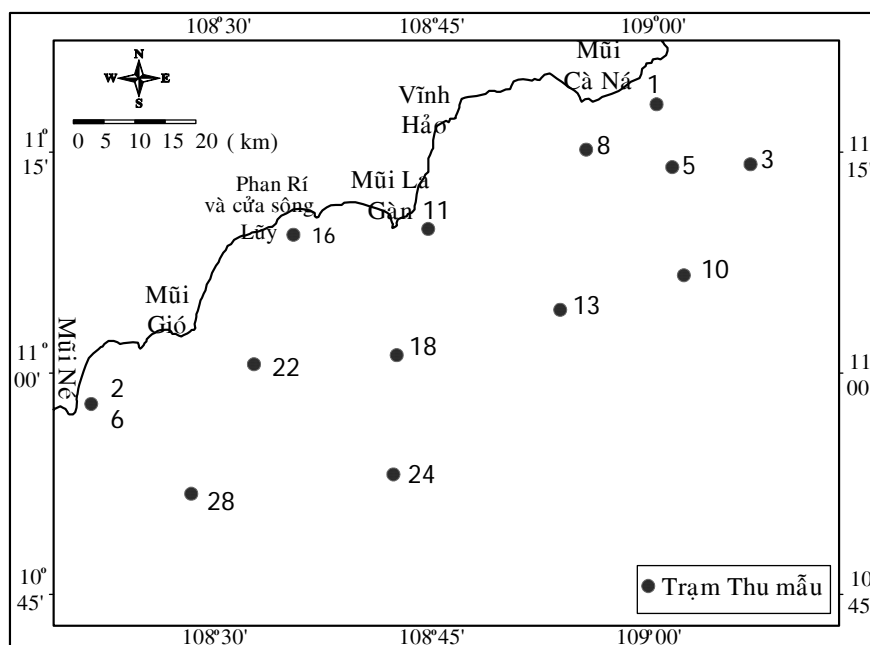 108°30' 108°45' 109°00'
N
W E
S
0 5 10 15 20 ( km)
Mũi
Cà Ná
1
Vĩnh
Hảo
11°
15'
11°
15'
8
5
3
Mũi La
Gàn
11
Phan Rí
và cửa sông
Lũy
16
10
13
Mũi
Gió
Mũi Né
18
22
11°
00'
11°
00'
2
6
24
28
10°
45'
10°
45'
Trạm Thu mẫu
108°30' 108°45' 109°00'